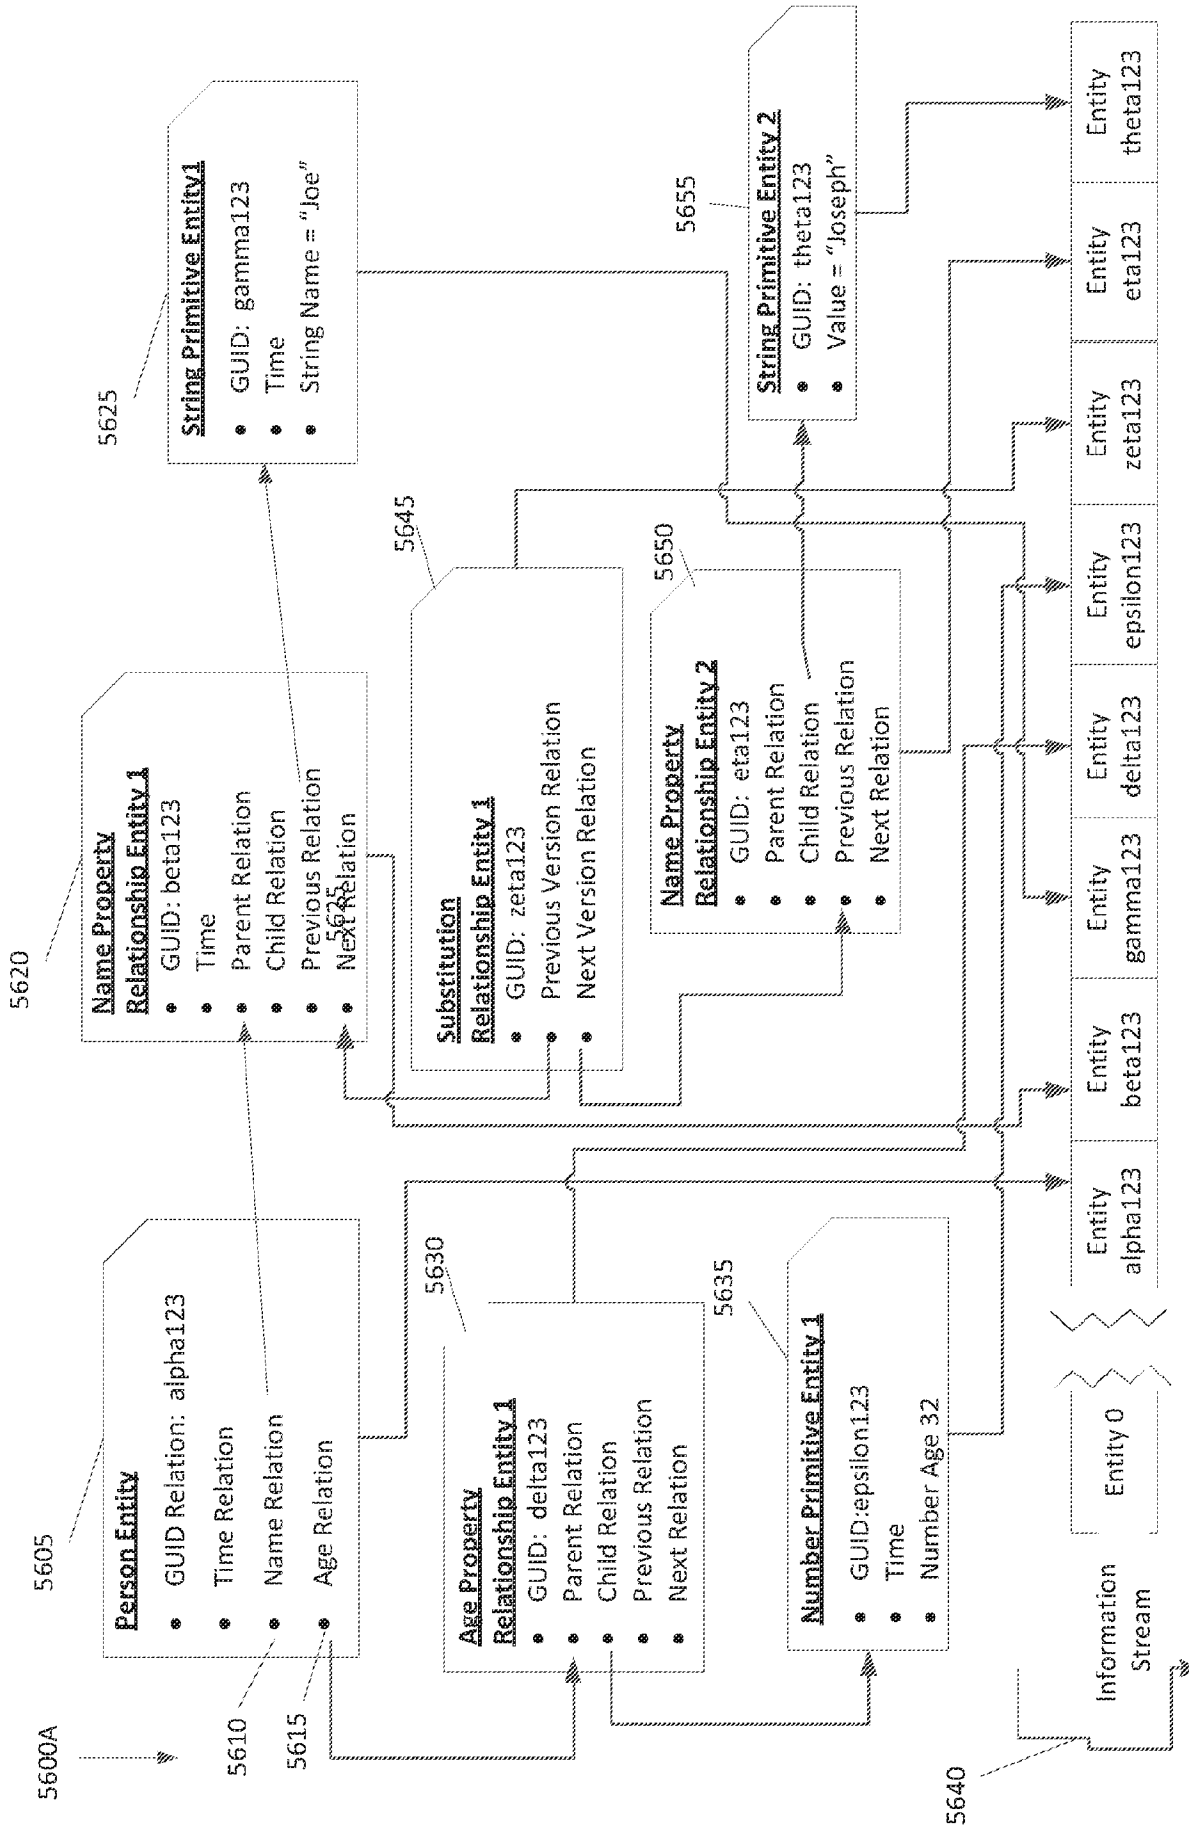 5600A
5605
Person Entity
• GUID Relation: alpha123
• Time Relation
• Name Relation
• Age Relation
5610
5615
5620
Name Property
Relationship Entity 1
• GUID: beta123
• Time
• Parent Relation
• Child Relation
• Previous Relation
5625
• Next Relation
5625
String Primitive Entity1
• GUID: gamma123
• Time
• String Name = “Joe”
5630
Age Property
Relationship Entity 1
• GUID: delta123
• Parent Relation
• Child Relation
• Previous Relation
• Next Relation
5645
Substitution
Relationship Entity 1
• GUID: zeta123
• Previous Version Relation
• Next Version Relation
5635
Number Primitive Entity 1
• GUID:epsilon123
• Time
• Number Age 32
5650
Name Property
Relationship Entity 2
• GUID: eta123
• Parent Relation
• Child Relation
• Previous Relation
• Next Relation
5655
String Primitive Entity 2
• GUID: theta123
• Value = “Joseph”
5640
Information
Stream
Entity 0
Entity
alpha123
Entity
beta123
Entity
gamma123
Entity
delta123
Entity
epsilon123
Entity
zeta123
Entity
eta123
Entity
theta123